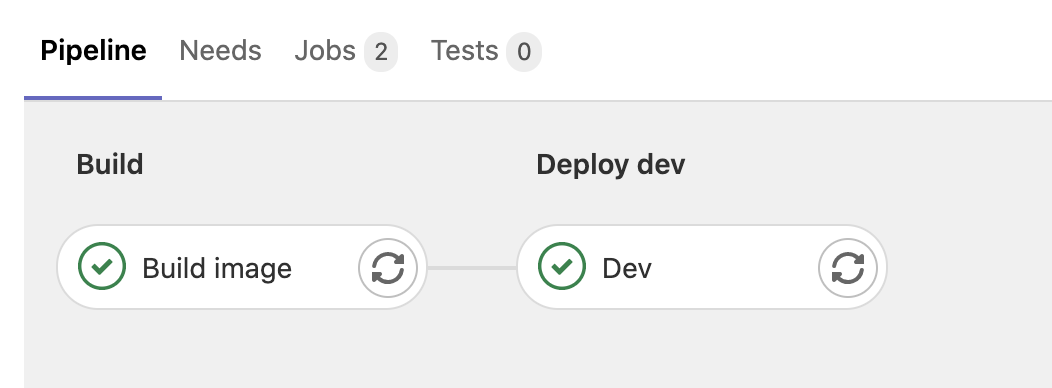 Pipeline Needs Jobs 2 Tests 0
Build Deploy dev
Build image Dev